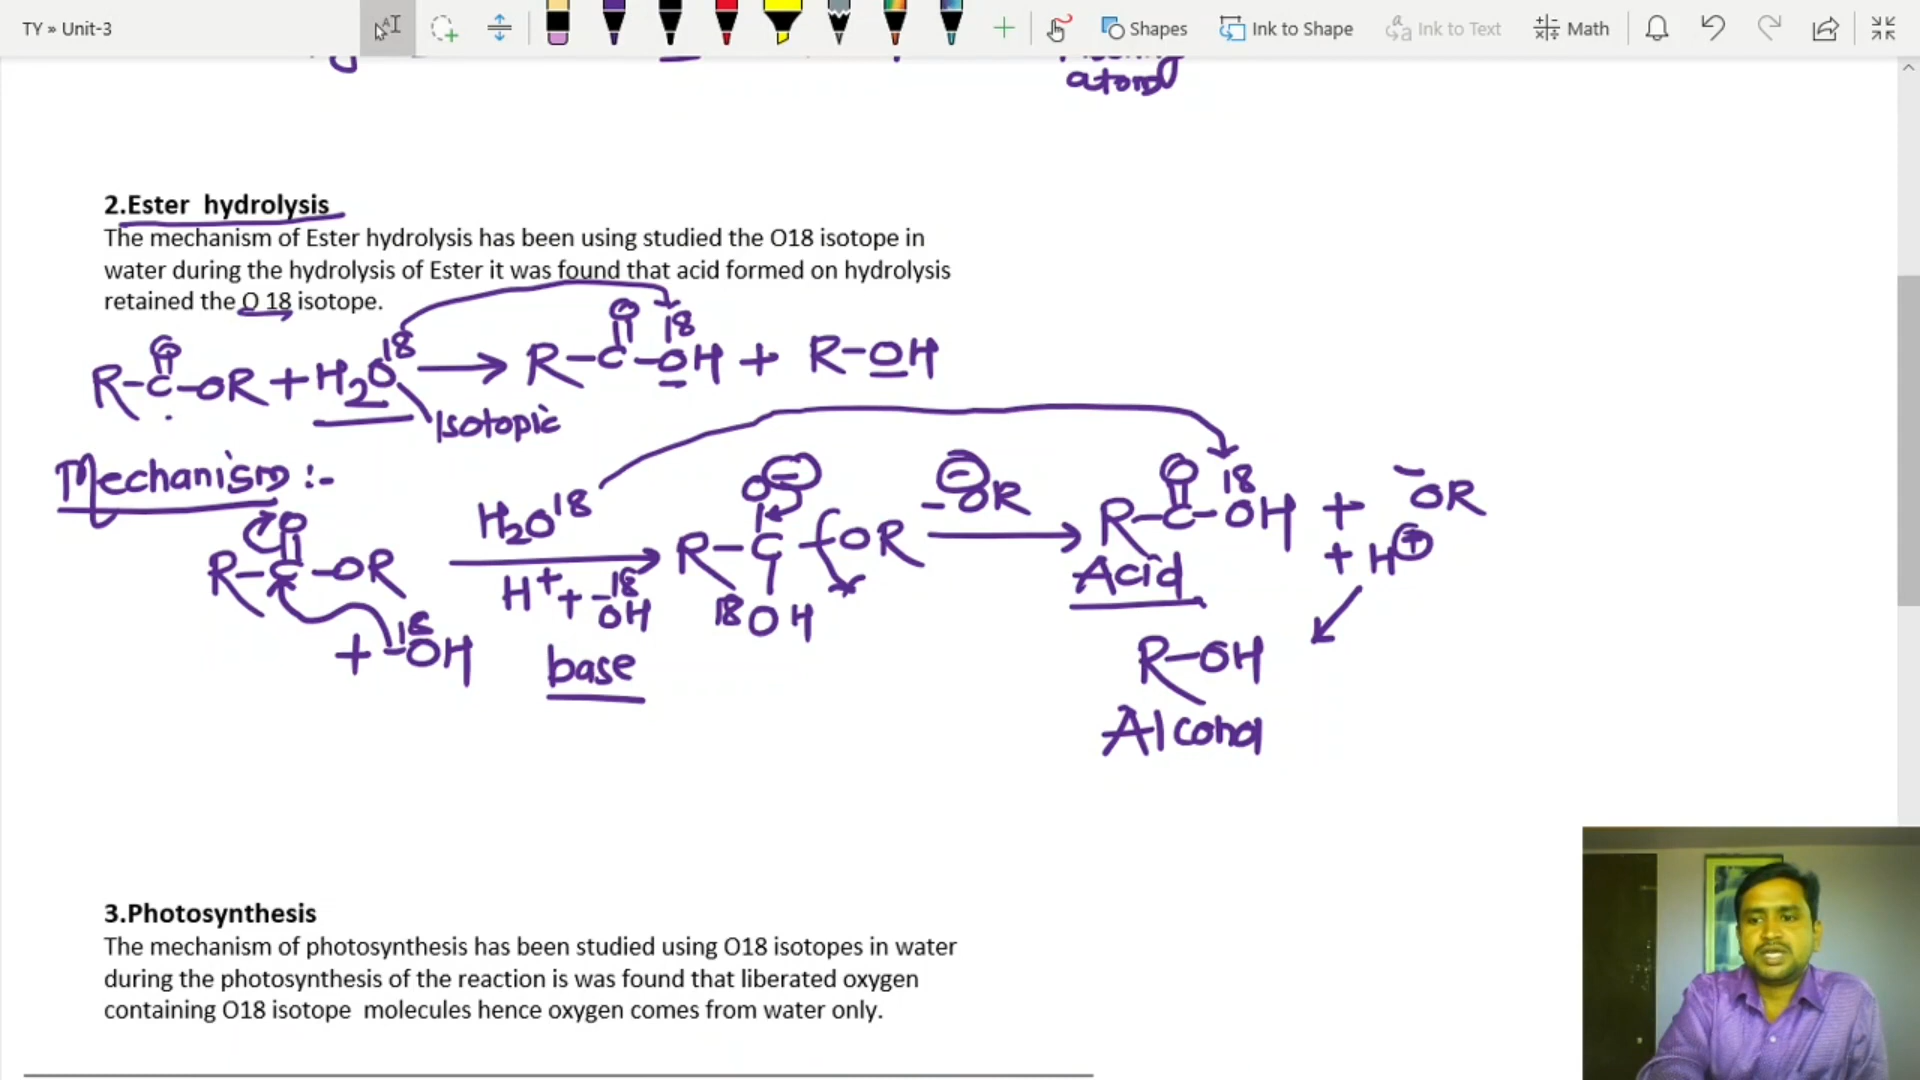 TY » Unit-3
Shapes
Ink to Shape
Ink to Text
Math
atom
2.Ester hydrolysis
The mechanism of Ester hydrolysis has been using studied the O18 isotope in
water during the hydrolysis of Ester it was found that acid formed on hydrolysis
retained the O 18 isotope.
R-C-OR + H2O18 → R-C-OH + R-OH
O
O 18
Isotopic
Mechanism :-
R-C-OR
O
+ -18OH
H2O18
H+ + -18OH
base
R-C-OR
O-
18OH
- -OR
R-C-OH + -OR
O 18
+ H+
Acid
R-OH
Alcohol
3.Photosynthesis
The mechanism of photosynthesis has been studied using O18 isotopes in water
during the photosynthesis of the reaction is was found that liberated oxygen
containing O18 isotope molecules hence oxygen comes from water only.